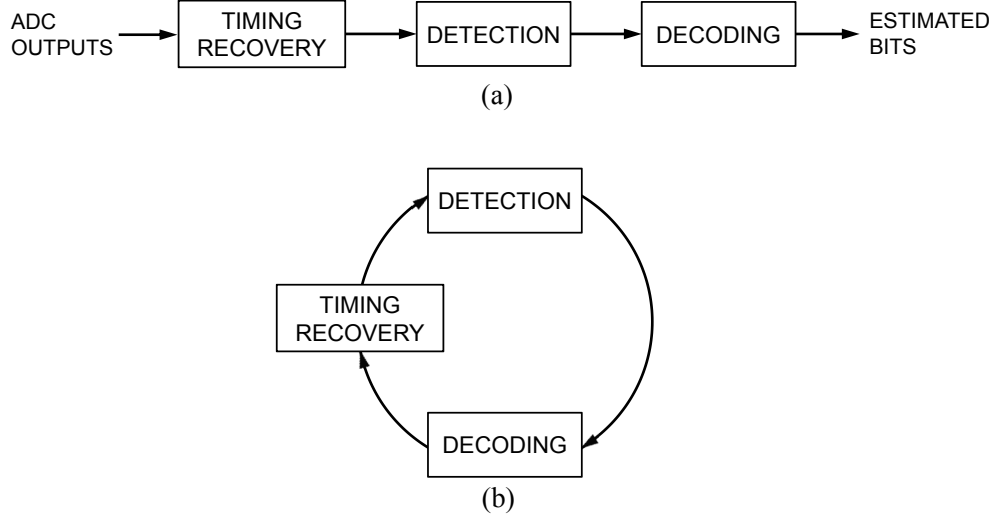 ADC
OUTPUTS
TIMING
RECOVERY
DETECTION
DECODING
ESTIMATED
BITS
(a)
DETECTION
TIMING
RECOVERY
DECODING
(b)